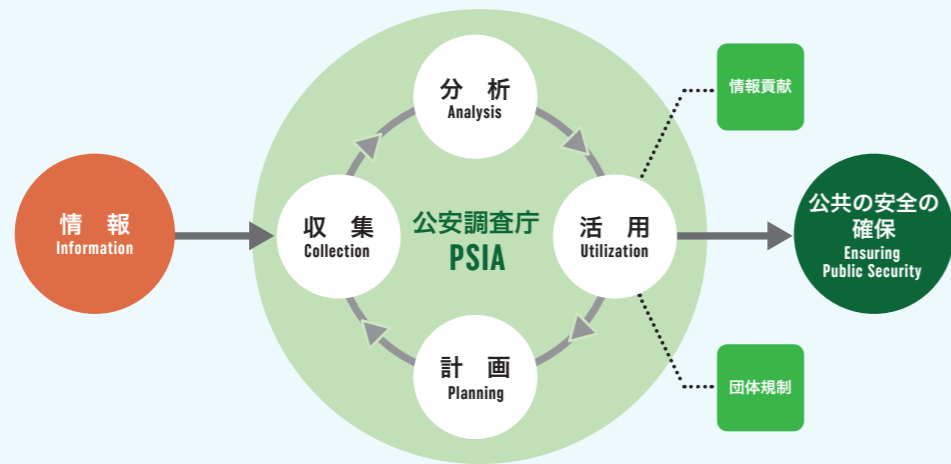 情　報
Information
収　集
Collection
分　析
Analysis
公安調査庁
PSIA
活　用
Utilization
計　画
Planning
情報貢献
団体規制
公共の安全の
確保
Ensuring
Public Security